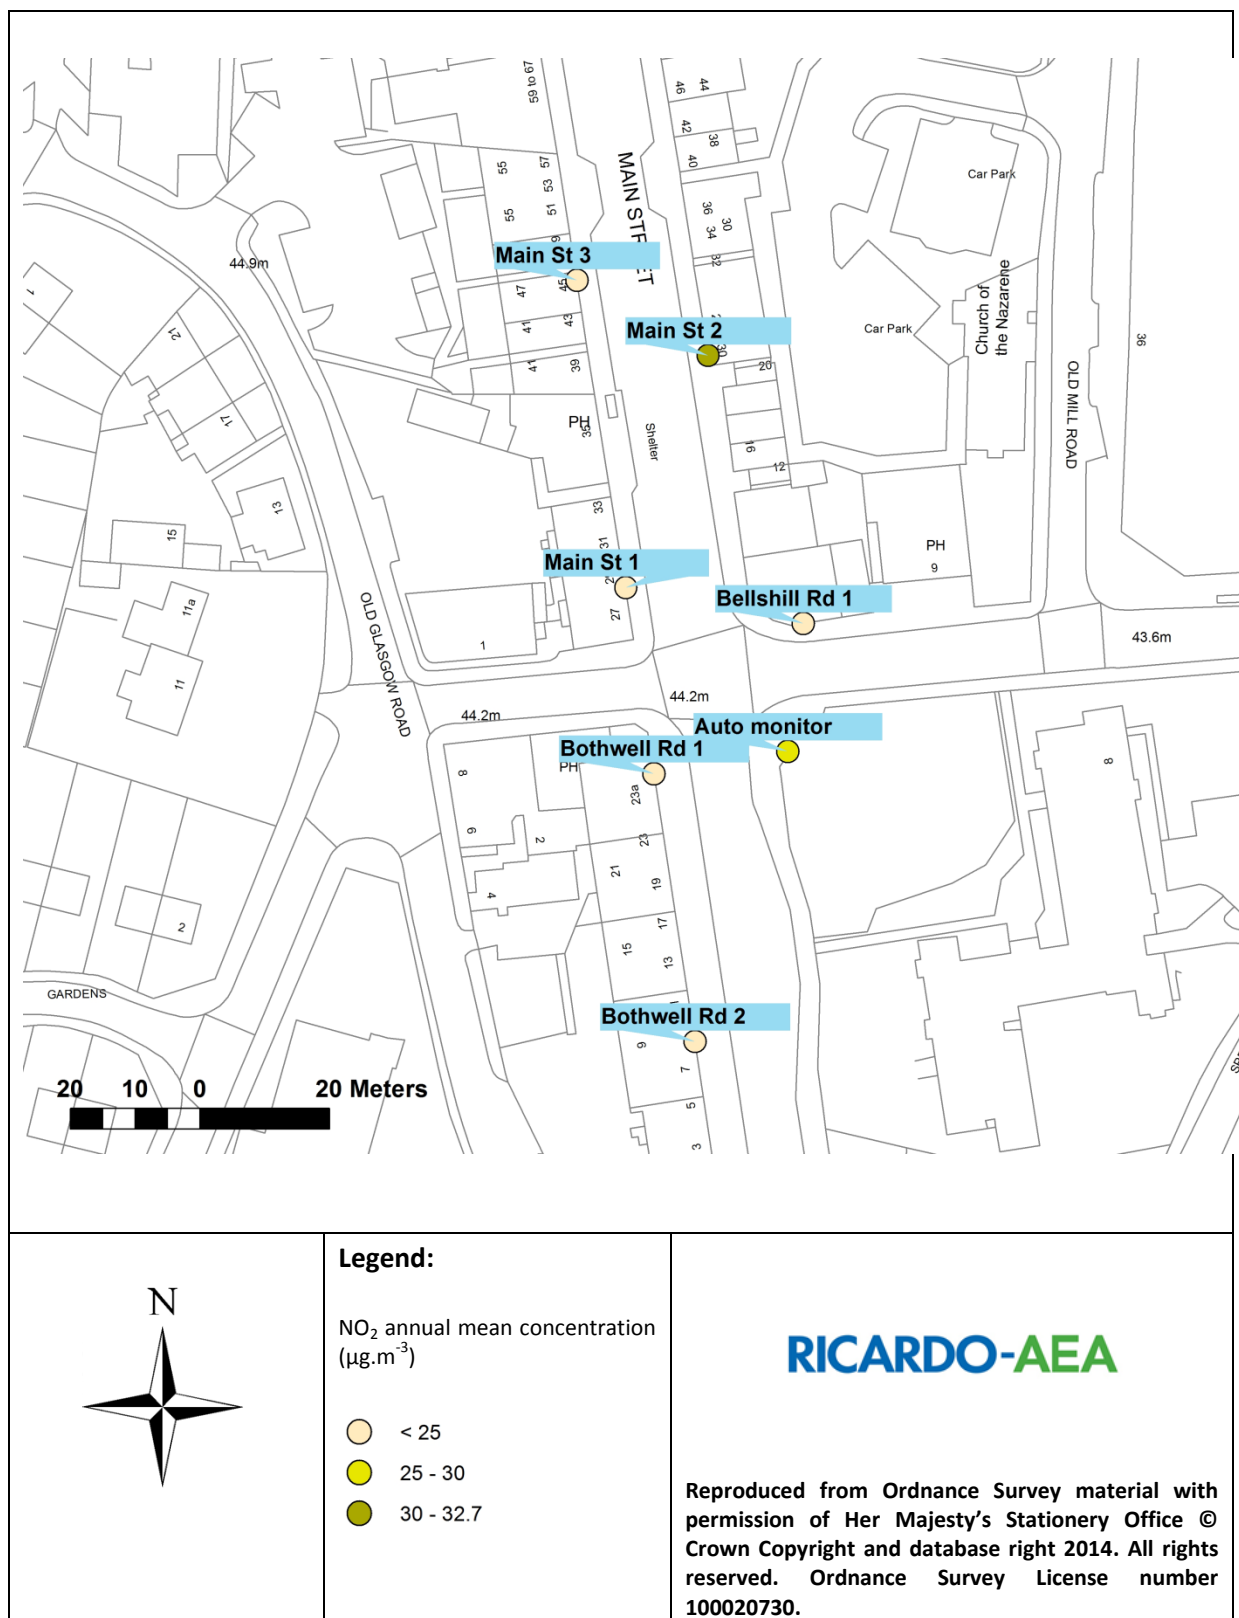 59 to 67
46
44
42
38
40
MAIN STREET
Car Park
55
57
53
51
55
36
30
34
32
44.9m
Main St 3
47
45
43
41
41
39
Main St 2
30
20
Car Park
Church of
the Nazarene
36
OLD MILL ROAD
1
21
17
13
15
PH
35
Shelter
16
12
33
31
Main St 1
27
PH
9
Bellshill Rd 1
43.6m
11a
11
OLD GLASGOW ROAD
1
44.2m
44.2m
Auto monitor
Bothwell Rd 1
8
PH
23a
8
6
2
23
21
19
4
17
15
13
2
GARDENS
Bothwell Rd 2
9
7
5
3
20 10 0 20 Meters
N
Legend:
NO2 annual mean concentration
(µg.m-3)
< 25
25 - 30
30 - 32.7
RICARDO-AEA
Reproduced from Ordnance Survey material with
permission of Her Majesty's Stationery Office ©
Crown Copyright and database right 2014. All rights
reserved. Ordnance Survey License number
100020730.